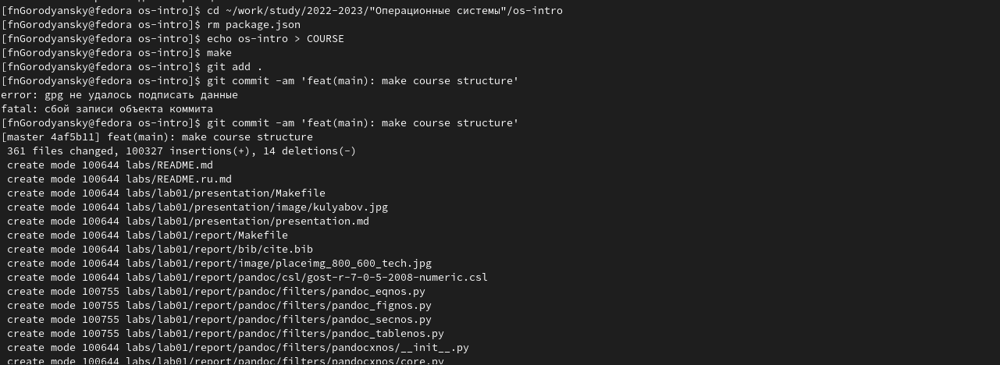 [fnGorodyansky@fedora os-intro]$ cd ~/work/study/2022-2023/"Операционные системы"/os-intro
[fnGorodyansky@fedora os-intro]$ rm package.json
[fnGorodyansky@fedora os-intro]$ echo os-intro > COURSE
[fnGorodyansky@fedora os-intro]$ make
[fnGorodyansky@fedora os-intro]$ git add .
[fnGorodyansky@fedora os-intro]$ git commit -am 'feat(main): make course structure'
error: gpg не удалось подписать данные
fatal: сбой записи объекта коммита
[fnGorodyansky@fedora os-intro]$ git commit -am 'feat(main): make course structure'
[master 4af5b11] feat(main): make course structure
 361 files changed, 100327 insertions(+), 14 deletions(-)
 create mode 100644 labs/README.md
 create mode 100644 labs/README.ru.md
 create mode 100644 labs/lab01/presentation/Makefile
 create mode 100644 labs/lab01/presentation/image/kulyabov.jpg
 create mode 100644 labs/lab01/presentation/presentation.md
 create mode 100644 labs/lab01/report/Makefile
 create mode 100644 labs/lab01/report/bib/cite.bib
 create mode 100644 labs/lab01/report/image/placeimg_800_600_tech.jpg
 create mode 100644 labs/lab01/report/pandoc/csl/gost-r-7-0-5-2008-numeric.csl
 create mode 100755 labs/lab01/report/pandoc/filters/pandoc_eqnos.py
 create mode 100755 labs/lab01/report/pandoc/filters/pandoc_fignos.py
 create mode 100755 labs/lab01/report/pandoc/filters/pandoc_secnos.py
 create mode 100755 labs/lab01/report/pandoc/filters/pandoc_tablenos.py
 create mode 100644 labs/lab01/report/pandoc/filters/pandocxnos/__init__.py
 create mode 100644 labs/lab01/report/pandoc/filters/pandocxnos/core.py